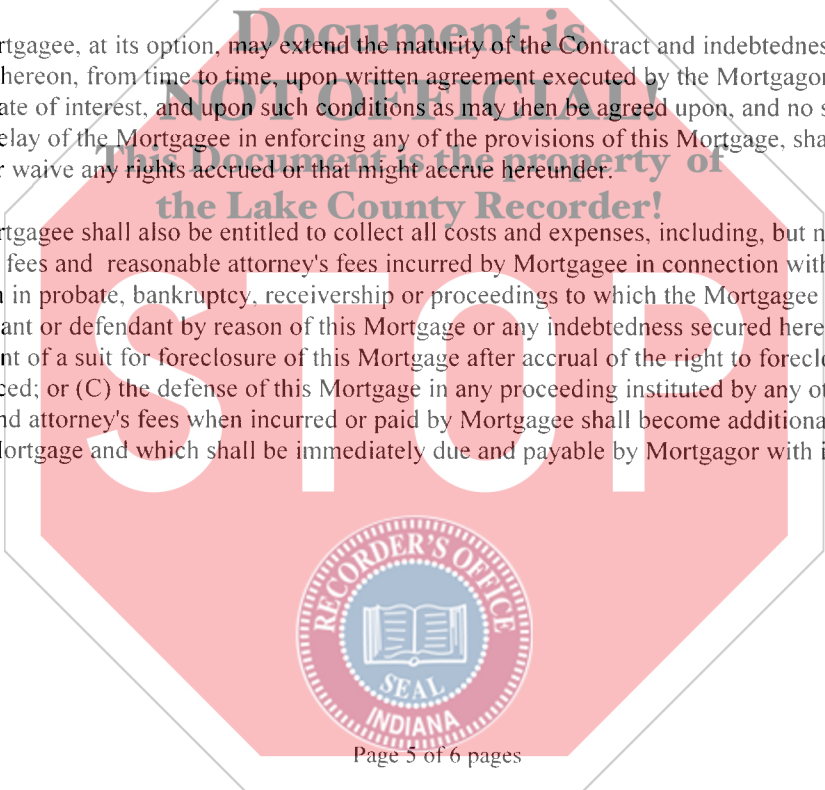 Document is
rtgagee, at its option, may extend the maturity of the Contract and indebtednes
hereon, from time to time, upon written agreement executed by the Mortgagor
NOT OFFICIAL!
ate of interest, and upon such conditions as may then be agreed upon, and no s
elay of the Mortgagee in enforcing any of the provisions of this Mortgage, sha
This Document is the property of
r waive any rights accrued or that might accrue hereunder.
the Lake County Recorder!
rtgagee shall also be entitled to collect all costs and expenses, including, but n
fees and reasonable attorney's fees incurred by Mortgagee in connection with
n in probate, bankruptcy, receivership or proceedings to which the Mortgagee
ant or defendant by reason of this Mortgage or any indebtedness secured here
nt of a suit for foreclosure of this Mortgage after accrual of the right to foreclo
ced; or (C) the defense of this Mortgage in any proceeding instituted by any ot
nd attorney's fees when incurred or paid by Mortgagee shall become additiona
Mortgage and which shall be immediately due and payable by Mortgagor with i
STOP
RECORDER'S OFFICE
SEAL
INDIANA
Page 5 of 6 pages